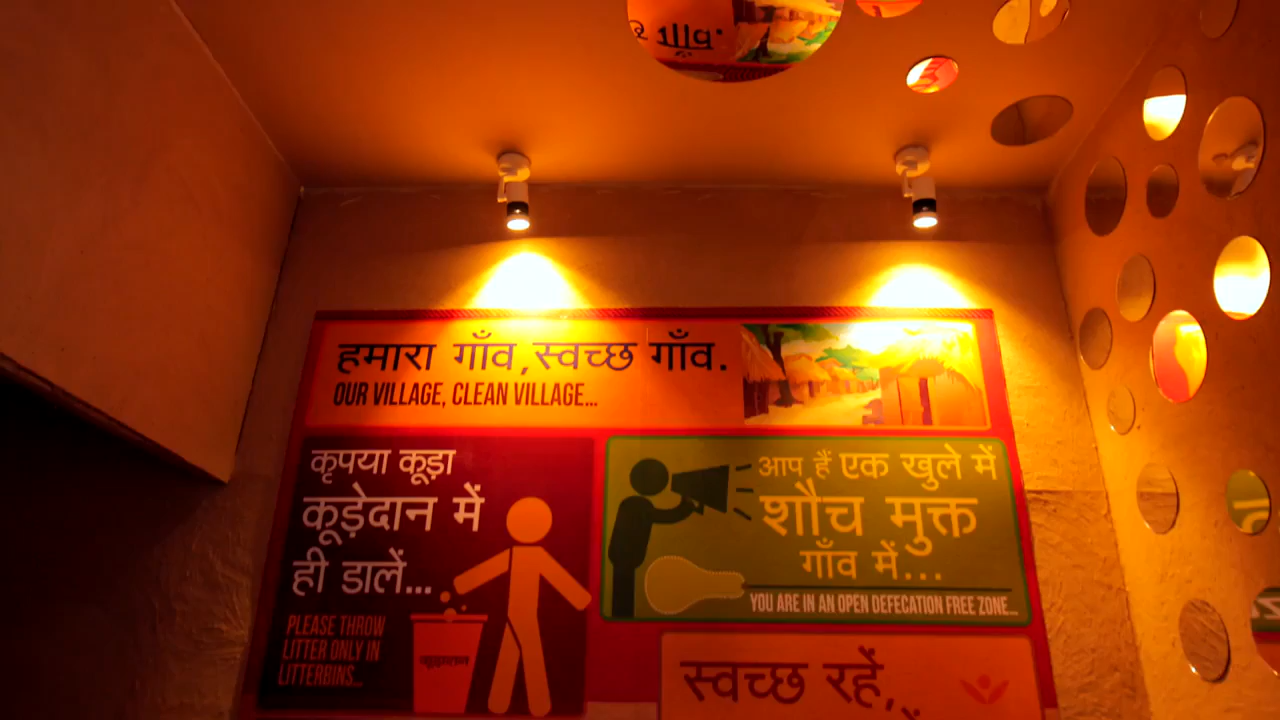 गाँव.
हमारा गाँव, स्वच्छ गाँव.
OUR VILLAGE, CLEAN VILLAGE...
कृपया कूड़ा
कूड़ेदान में
ही डालें...
PLEASE THROW
LITTER ONLY IN
LITTERBINS...
कूड़ादान
आप हैं एक खुले में
शौच मुक्त
गाँव में...
YOU ARE IN AN OPEN DEFECATION FREE ZONE...
स्वच्छ रहें,